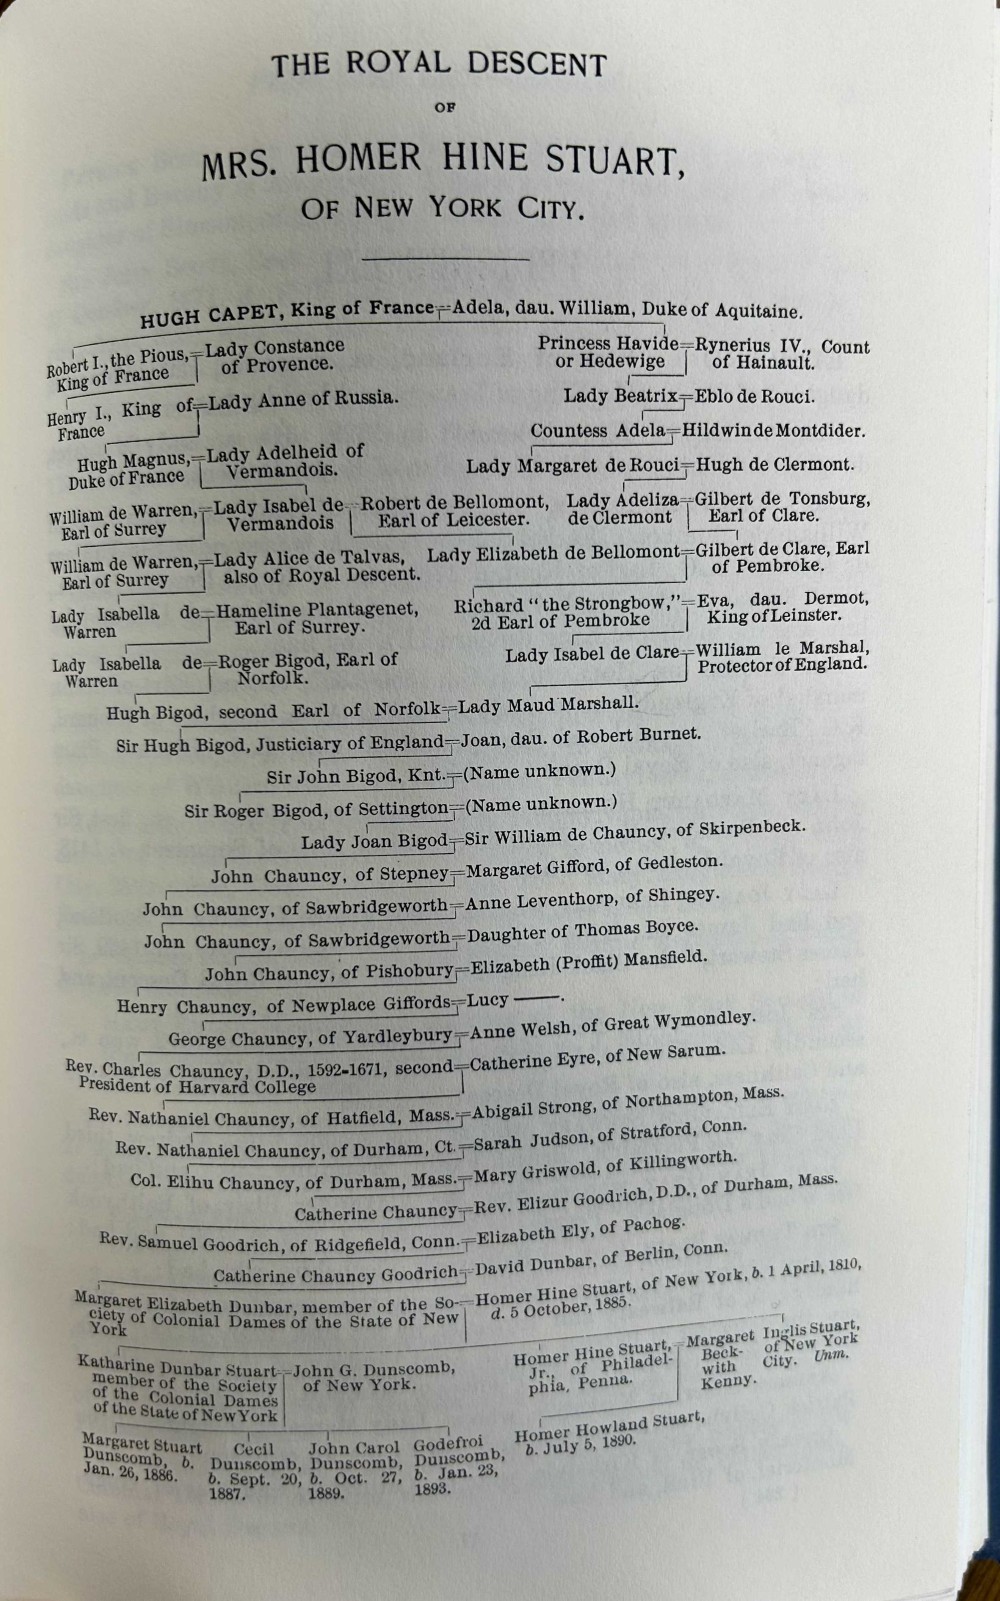 THE ROYAL DESCENT
OF
MRS. HOMER HINE STUART,
OF NEW YORK CITY.
HUGH CAPET, King of France=Adela, dau. William, Duke of Aquitaine.
Robert I., the Pious,=Lady Constance
King of France of Provence.
Princess Havide=Rynerius IV., Count
or Hedewige of Hainault.
Henry I., King of=Lady Anne of Russia.
France
Lady Beatrix=Eblo de Rouci.
Countess Adela=Hildwin de Montdider.
Hugh Magnus,=Lady Adelheid of
Duke of France Vermandois.
Lady Margaret de Rouci=Hugh de Clermont.
William de Warren,=Lady Isabel de=Robert de Bellomont,
Earl of Surrey Vermandois Earl of Leicester.
Lady Adeliza=Gilbert de Tonsburg,
de Clermont Earl of Clare.
William de Warren,=Lady Alice de Talvas,
Earl of Surrey also of Royal Descent.
Lady Elizabeth de Bellomont=Gilbert de Clare, Earl
of Pembroke.
Lady Isabella de=Hameline Plantagenet,
Warren Earl of Surrey.
Richard "the Strongbow,"=Eva, dau. Dermot,
2d Earl of Pembroke King of Leinster.
Lady Isabella de=Roger Bigod, Earl of
Warren Norfolk.
Lady Isabel de Clare=William le Marshal,
Protector of England.
Hugh Bigod, second Earl of Norfolk=Lady Maud Marshall.
Sir Hugh Bigod, Justiciary of England=Joan, dau. of Robert Burnet.
Sir John Bigod, Knt.=(Name unknown.)
Sir Roger Bigod, of Settington=(Name unknown.)
Lady Joan Bigod=Sir William de Chauncy, of Skirpenbeck.
John Chauncy, of Stepney=Margaret Gifford, of Gedleston.
John Chauncy, of Sawbridgeworth=Anne Leventhorp, of Shingey.
John Chauncy, of Sawbridgeworth=Daughter of Thomas Boyce.
John Chauncy, of Pishobury=Elizabeth (Proffit) Mansfield.
Henry Chauncy, of Newplace Giffords=Lucy ——.
George Chauncy, of Yardleybury=Anne Welsh, of Great Wymondley.
Rev. Charles Chauncy, D.D., 1592-1671, second=Catherine Eyre, of New Sarum.
President of Harvard College
Rev. Nathaniel Chauncy, of Hatfield, Mass.=Abigail Strong, of Northampton, Mass.
Rev. Nathaniel Chauncy, of Durham, Ct.=Sarah Judson, of Stratford, Conn.
Col. Elihu Chauncy, of Durham, Mass.=Mary Griswold, of Killingworth.
Catherine Chauncy=Rev. Elizur Goodrich, D.D., of Durham, Mass.
Rev. Samuel Goodrich, of Ridgefield, Conn.=Elizabeth Ely, of Pachog.
Catherine Chauncy Goodrich=David Dunbar, of Berlin, Conn.
Margaret Elizabeth Dunbar, member of the So-=Homer Hine Stuart, of New York, b. 1 April, 1810,
ciety of Colonial Dames of the State of New d. 5 October, 1885.
York
Katharine Dunbar Stuart=John G. Dunscomb,
member of the Society of New York.
of the Colonial Dames
of the State of New York
Homer Hine Stuart,=Margaret
Jr., of Philadel- Beck-
phia, Penna. with
Kenny.
Inglis Stuart,
of New York
City. Unm.
Margaret Stuart
Dunscomb, b.
Jan. 26, 1886.
Cecil
Dunscomb,
b. Sept. 20,
1887.
John Carol
Dunscomb,
b. Oct. 27,
1889.
Godefroi
Dunscomb,
b. Jan. 23,
1893.
Homer Howland Stuart,
b. July 5, 1890.